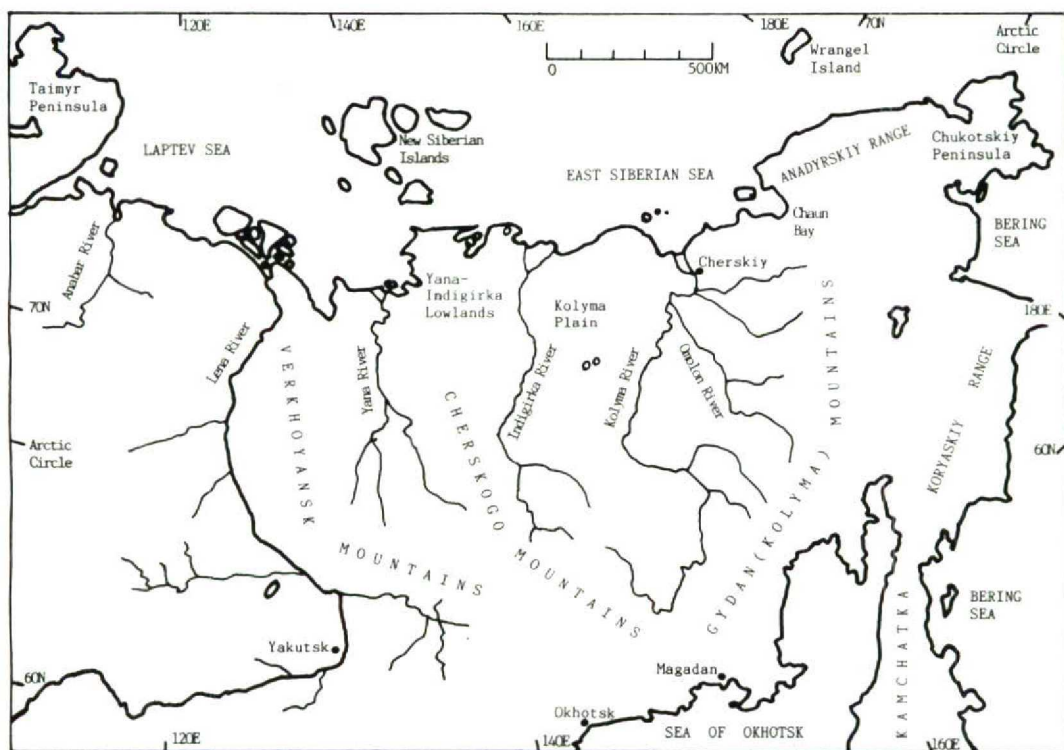 120E
140E
160E
180E
70N
Arctic
Circle
Wrangel
Island
0 500KM
Taimyr
Peninsula
LAPTEV SEA
New Siberian
Islands
EAST SIBERIAN SEA
ANADYRSKIY RANGE
Chukotskiy
Peninsula
Chaun
Bay
BERING
SEA
Cherskiy
Anabar River
Yana-
Indigirka
Lowlands
Kolyma
Plain
70N
180E
Lena River
VERKHOYANSK
MOUNTAINS
Yana River
CHERSKOGO
MOUNTAINS
Indigirka River
Kolyma River
Omolon River
GYDAN (KOLYMA) MOUNTAINS
KORYASKIY RANGE
60N
Arctic
Circle
KAMCHATKA
BERING
SEA
Yakutsk
60N
Magadan
Okhotsk
SEA OF OKHOTSK
120E
140E
160E